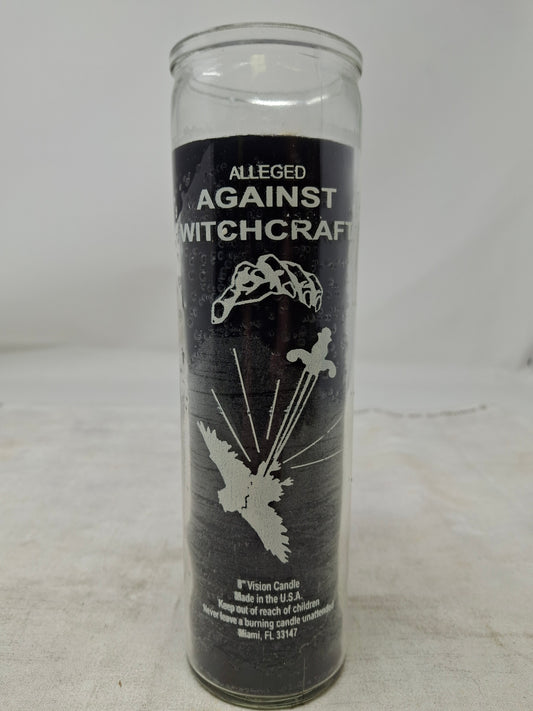 ALLEGED
AGAINST
WITCHCRAFT
8" Vision Candle
Made in the U.S.A.
Keep out of reach of children
Never leave a burning candle unattended
Miami, FL 33147